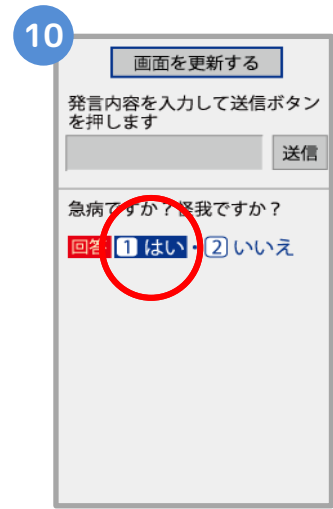 10
画面を更新する
発言内容を入力して送信ボタン
を押します
送信
急病ですか？怪我ですか？
回答 1 はい・2 いいえ